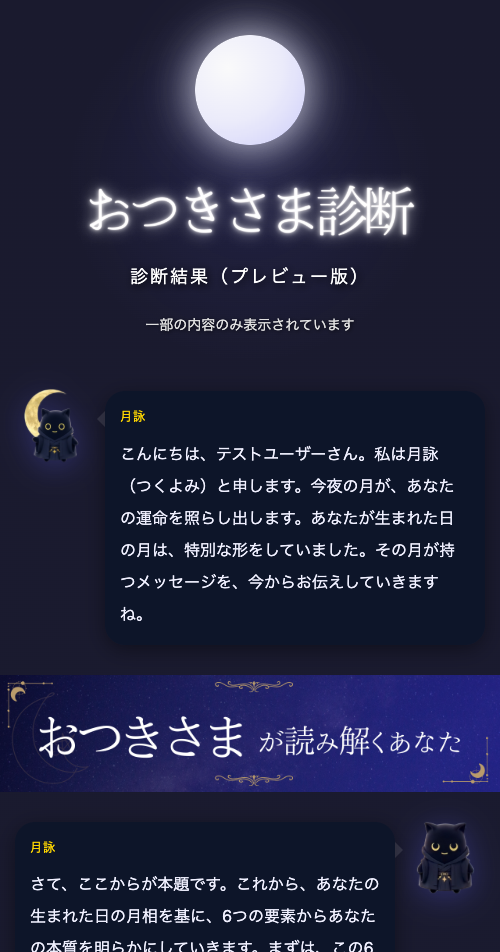 おつきさま診断
診断結果（プレビュー版）
一部の内容のみ表示されています
月詠
こんにちは、テストユーザーさん。私は月詠
（つくよみ）と申します。今夜の月が、あなた
の運命を照らし出します。あなたが生まれた日
の月は、特別な形をしていました。その月が持
つメッセージを、今からお伝えしていきます
ね。
おつきさま が読み解くあなた
月詠
さて、ここからが本題です。これから、あなたの
生まれた日の月相を基に、6つの要素からあなた
の本質を明らかにしていきます。まずは、この6